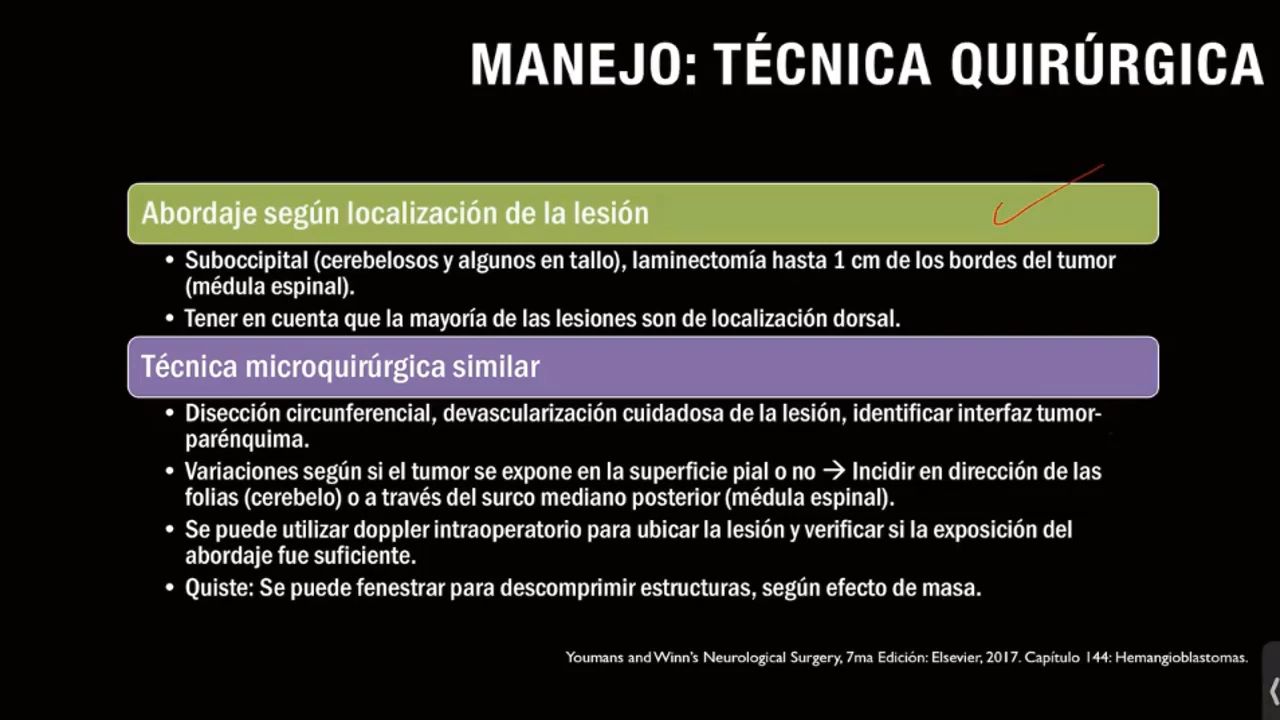 MANEJO: TÉCNICA QUIRÚRGICA
Abordaje según localización de la lesión
• Suboccipital (cerebelosos y algunos en tallo), laminectomía hasta 1 cm de los bordes del tumor
(médula espinal).
• Tener en cuenta que la mayoría de las lesiones son de localización dorsal.
Técnica microquirúrgica similar
• Disección circunferencial, devascularización cuidadosa de la lesión, identificar interfaz tumor-
parénquima.
• Variaciones según si el tumor se expone en la superficie pial o no → Incidir en dirección de las
folias (cerebelo) o a través del surco mediano posterior (médula espinal).
• Se puede utilizar doppler intraoperatorio para ubicar la lesión y verificar si la exposición del
abordaje fue suficiente.
• Quiste: Se puede fenestrar para descomprimir estructuras, según efecto de masa.
Youmans and Winn's Neurological Surgery, 7ma Edición: Elsevier, 2017. Capítulo 144: Hemangioblastomas.